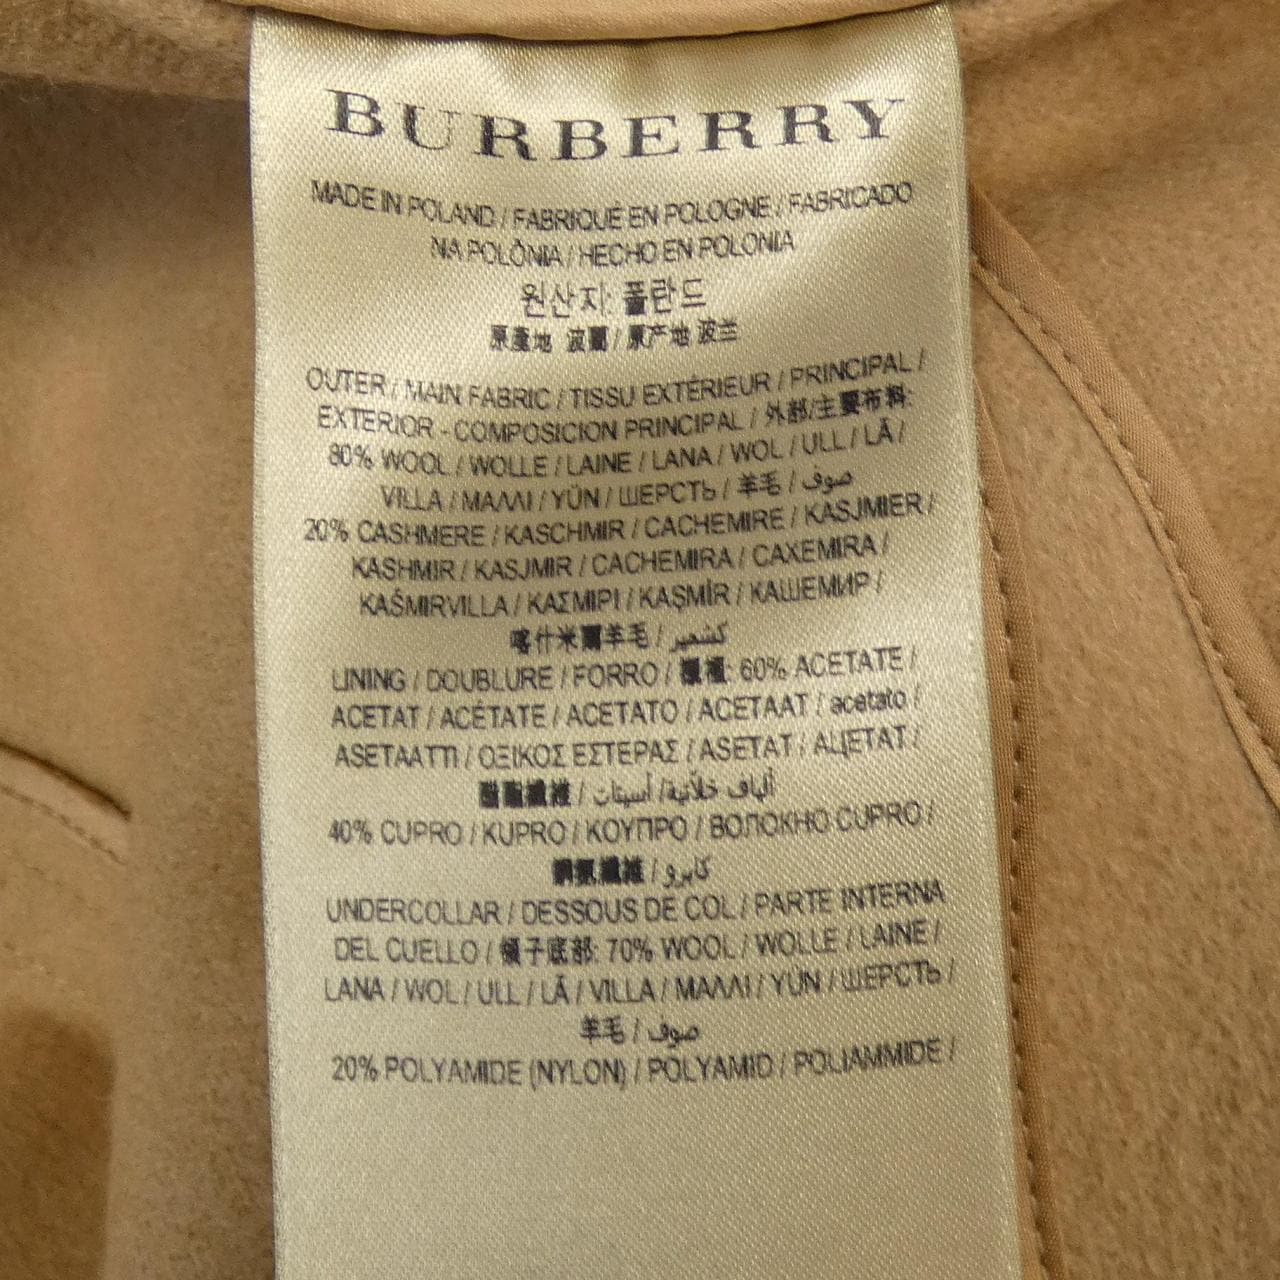 BURBERRY
MADE IN POLAND / FABRIQUÉ EN POLOGNE / FABRICADO
NA POLÔNIA / HECHO EN POLONIA
원산지: 폴란드
原產地 波蘭 / 原产地 波兰
OUTER / MAIN FABRIC / TISSU EXTÉRIEUR / PRINCIPAL /
EXTERIOR - COMPOSICION PRINCIPAL / 外部/主要布料:
80% WOOL / WOLLE / LAINE / LANA / WOL / ULL / LÃ /
VILLA / ΜΑΛΛΙ / YÜN / ШЕРСТЬ / 羊毛 / صوف
20% CASHMERE / KASCHMIR / CACHEMIRE / KASJMIER /
KASHMIR / KASJMIR / CACHEMIRA / CAXEMIRA /
KAŠMIRVILLA / ΚΑΣΜΙΡΙ / KAŞMİR / КАШЕМИР /
喀什米爾羊毛 / كشمير
LINING / DOUBLURE / FORRO / 60% ACETATE /
ACETAT / ACÉTATE / ACETATO / ACETAAT / acetato /
ASETAATTI / ΟΞΙΚΟΣ ΕΣΤΕΡΑΣ / ASETAT / АЦЕТАТ /
醋酯纖維 / ألياف خلّاتية/ أسيتات
40% CUPRO / KUPRO / ΚΟΥΠΡΟ / ВОЛОКНО CUPRO /
銅氨纖維 / كابرو
UNDERCOLLAR / DESSOUS DE COL / PARTE INTERNA
DEL CUELLO / 領子底部: 70% WOOL / WOLLE / LAINE /
LANA / WOL / ULL / LÃ / VILLA / ΜΑΛΛΙ / YÜN / ШЕРСТЬ /
羊毛 / صوف
20% POLYAMIDE (NYLON) / POLYAMID / POLIAMMIDE /